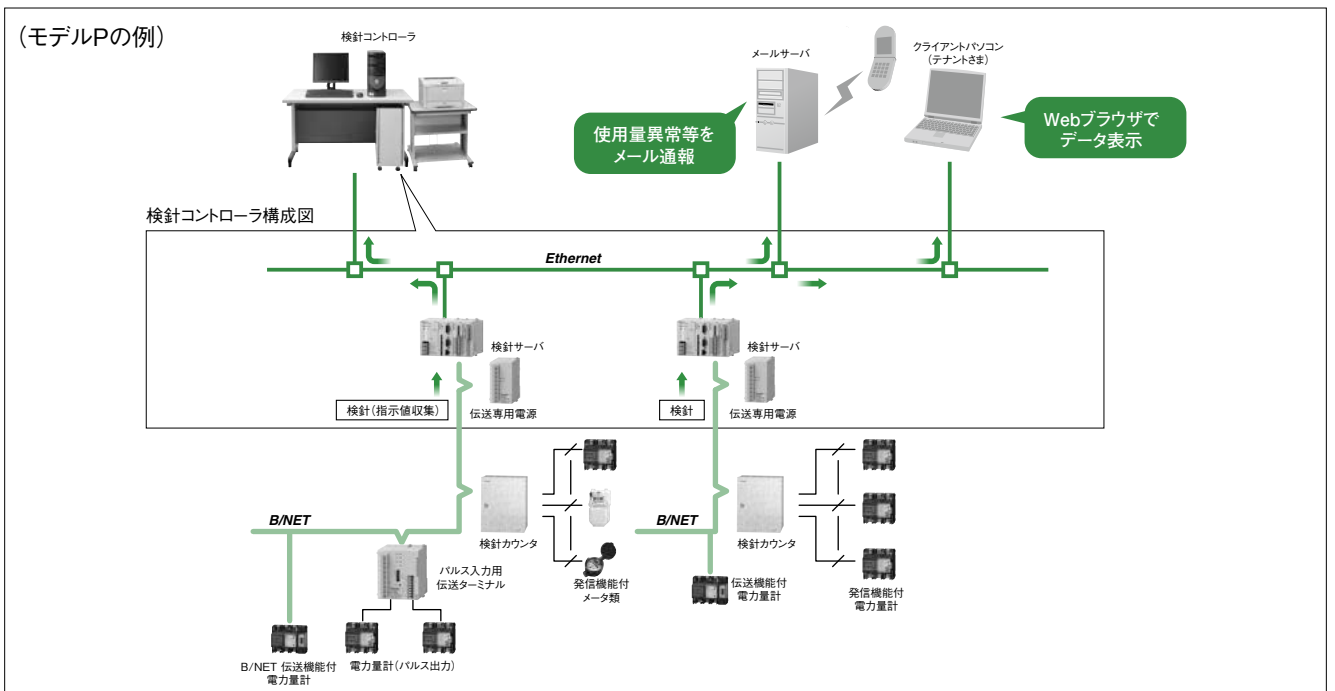 (モデルPの例)
検針コントローラ
メールサーバ
クライアントパソコン
(テナントさま)
使用量異常等を
メール通報
Webブラウザで
データ表示
検針コントローラ構成図
Ethernet
検針サーバ
検針サーバ
検針(指示値収集)
伝送専用電源
検針
伝送専用電源
B/NET
検針カウンタ
B/NET
検針カウンタ
パルス入力用
伝送ターミナル
発信機能付
メータ類
伝送機能付
電力量計
発信機能付
電力量計
B/NET 伝送機能付
電力量計
電力量計(パルス出力)